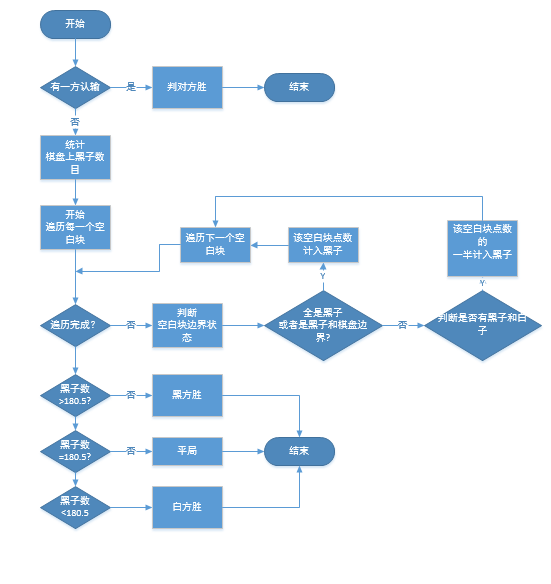 开始
有一方认输
是
判对方胜
结束
否
统计
棋盘上黑子数
目
开始
遍历每一个空
白块
遍历下一个空
白块
该空白块点数
计入黑子
该空白块点数
的
一半计入黑子
Y
Y
遍历完成?
否
判断
空白块边界状
态
全是黑子
或者是黑子和棋盘边
界?
否
判断是否有黑子和白
子
黑子数
>180.5?
否
黑方胜
黑子数
=180.5?
否
平局
结束
黑子数
<180.5
白方胜